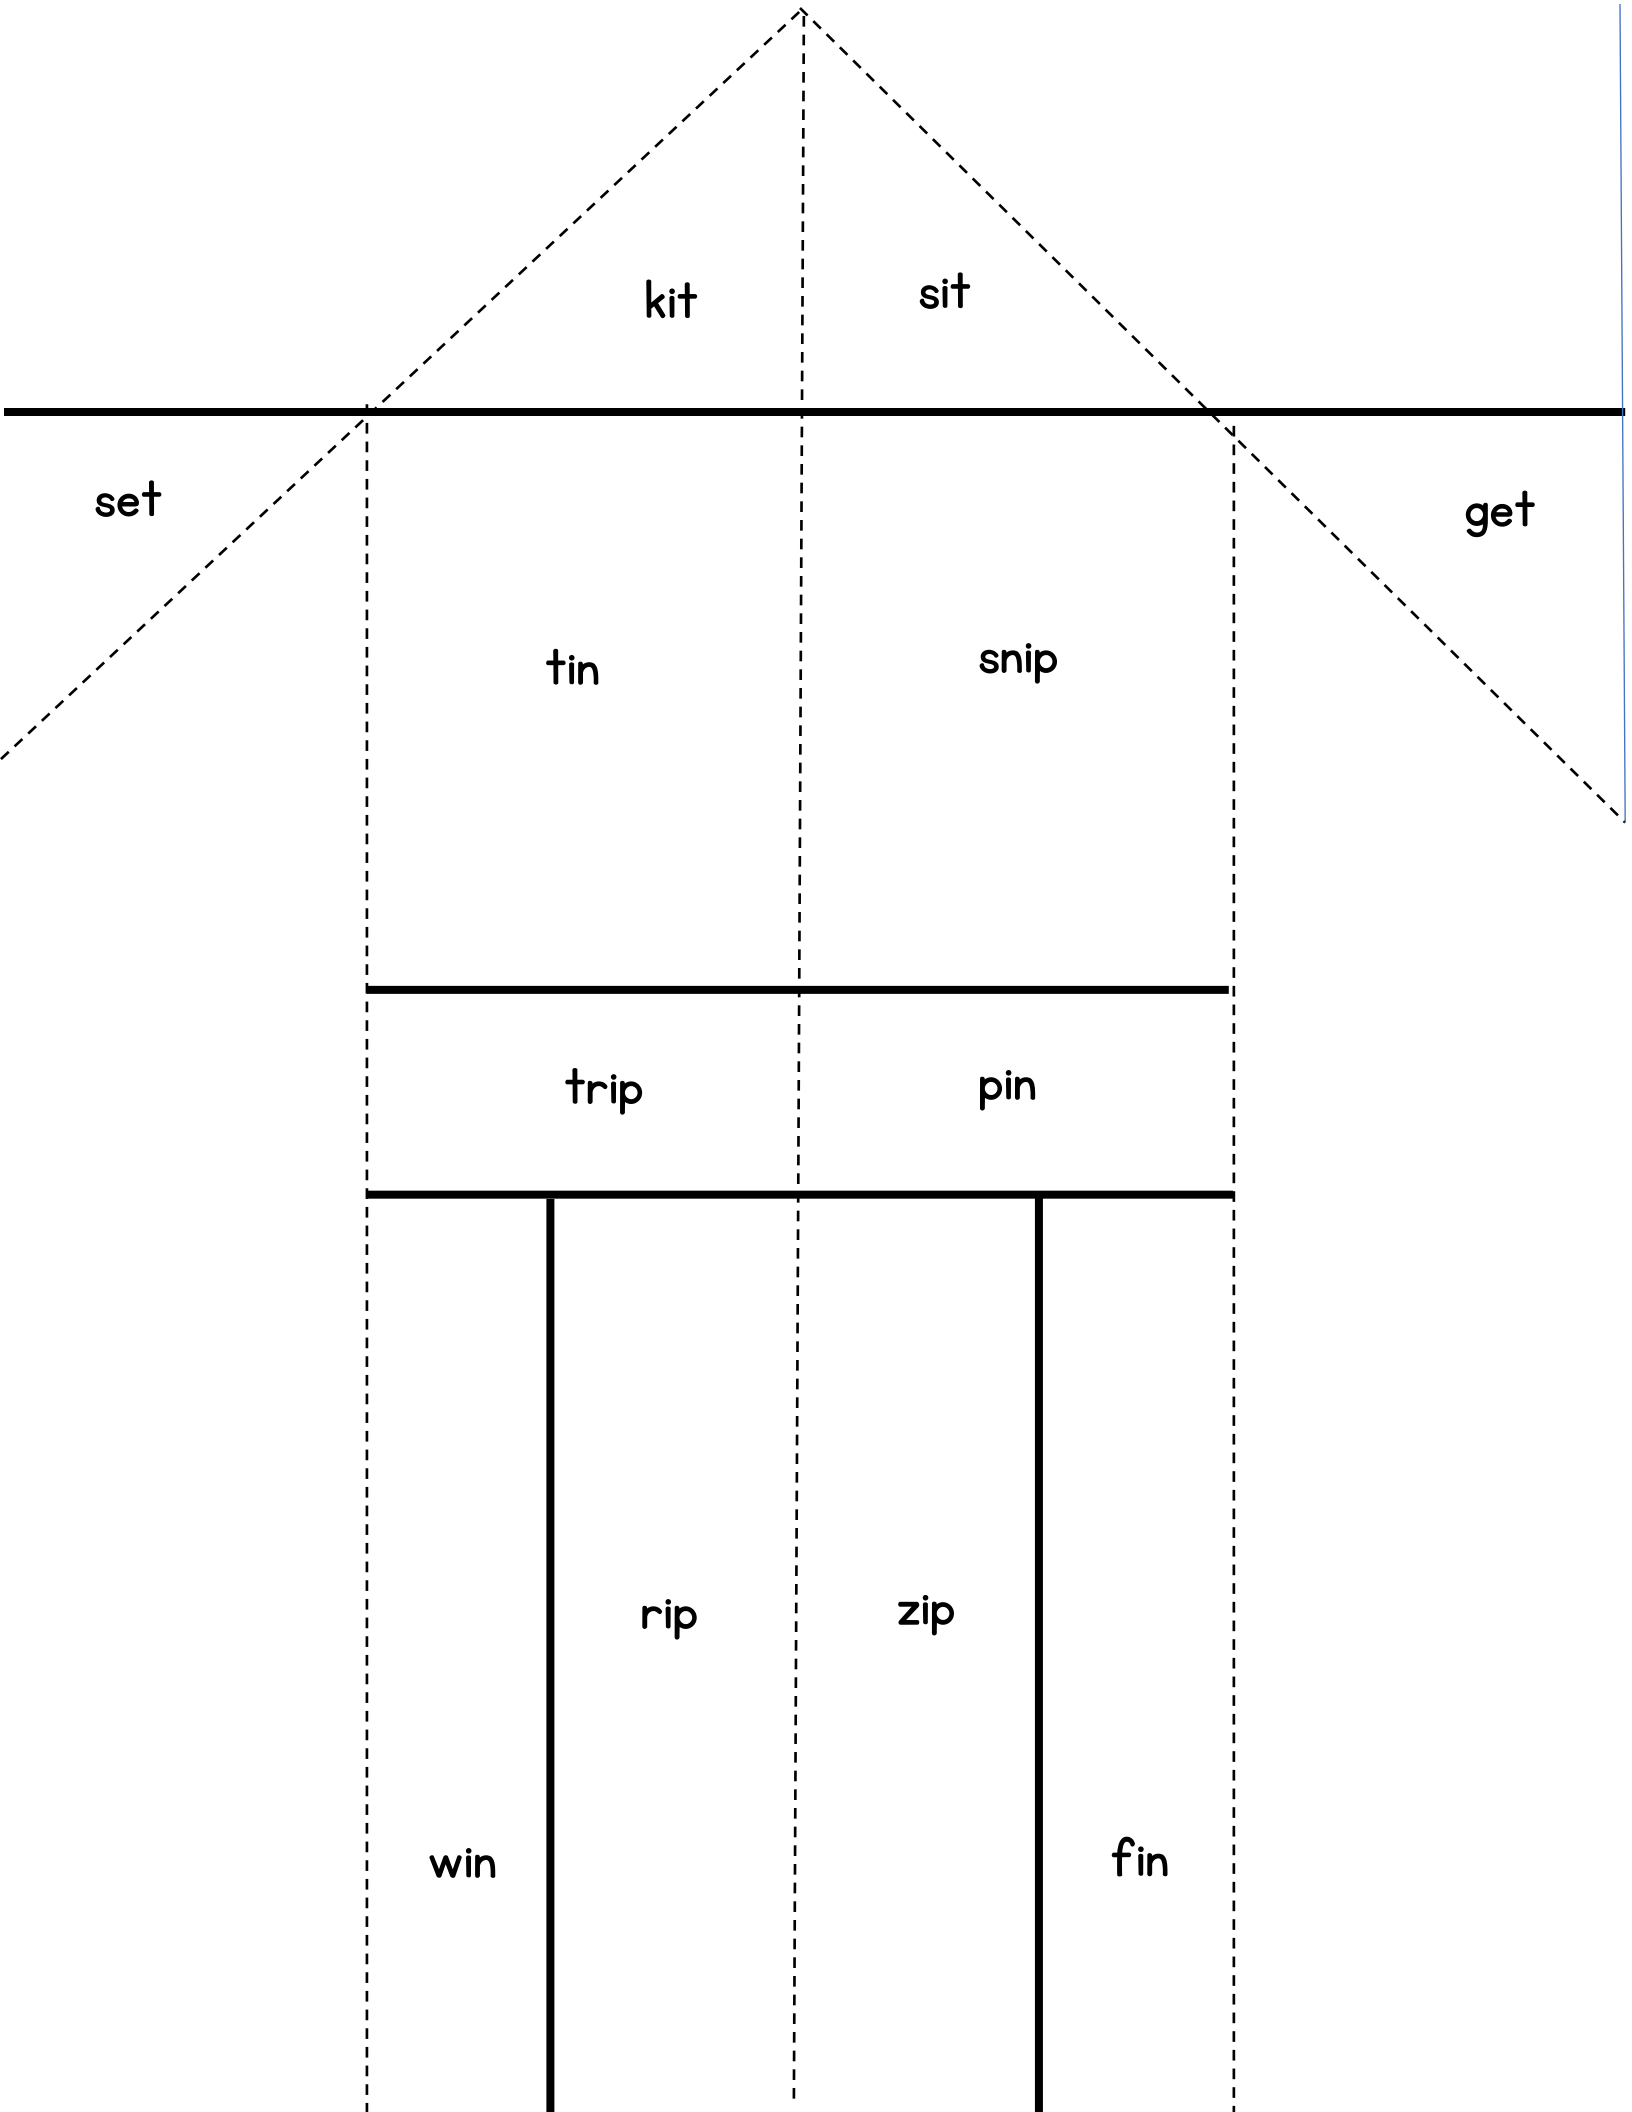 kit sit
set get
tin snip
trip pin
rip zip
win fin